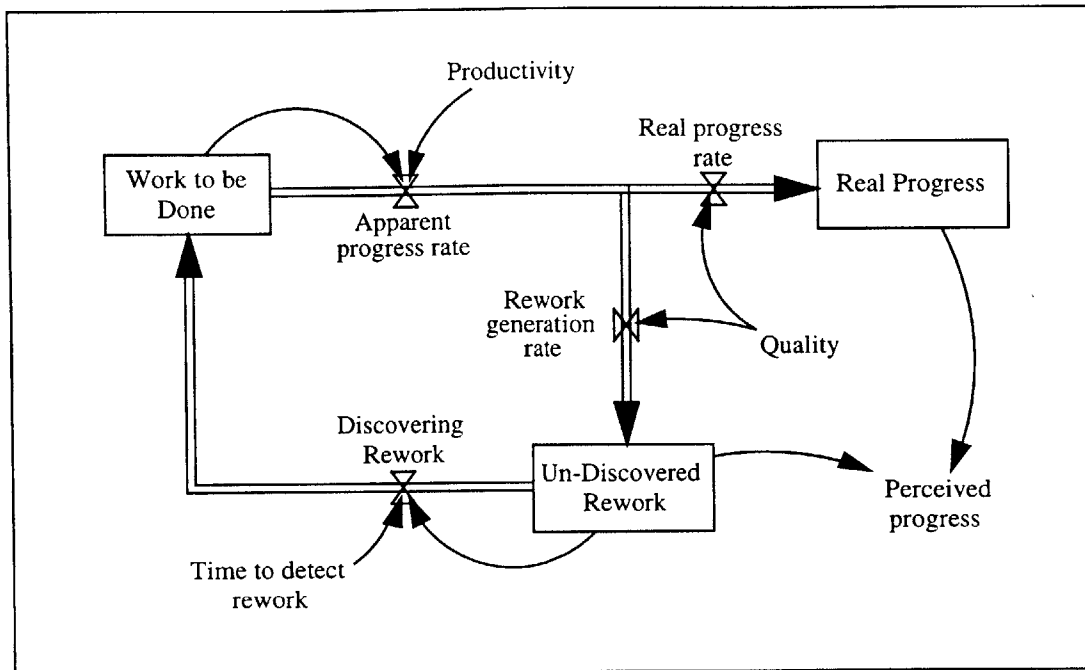 Productivity
Real progress
rate
Work to be
Done
Real Progress
Apparent
progress rate
Rework
generation
rate
Quality
Discovering
Rework
Un-Discovered
Rework
Perceived
progress
Time to detect
rework